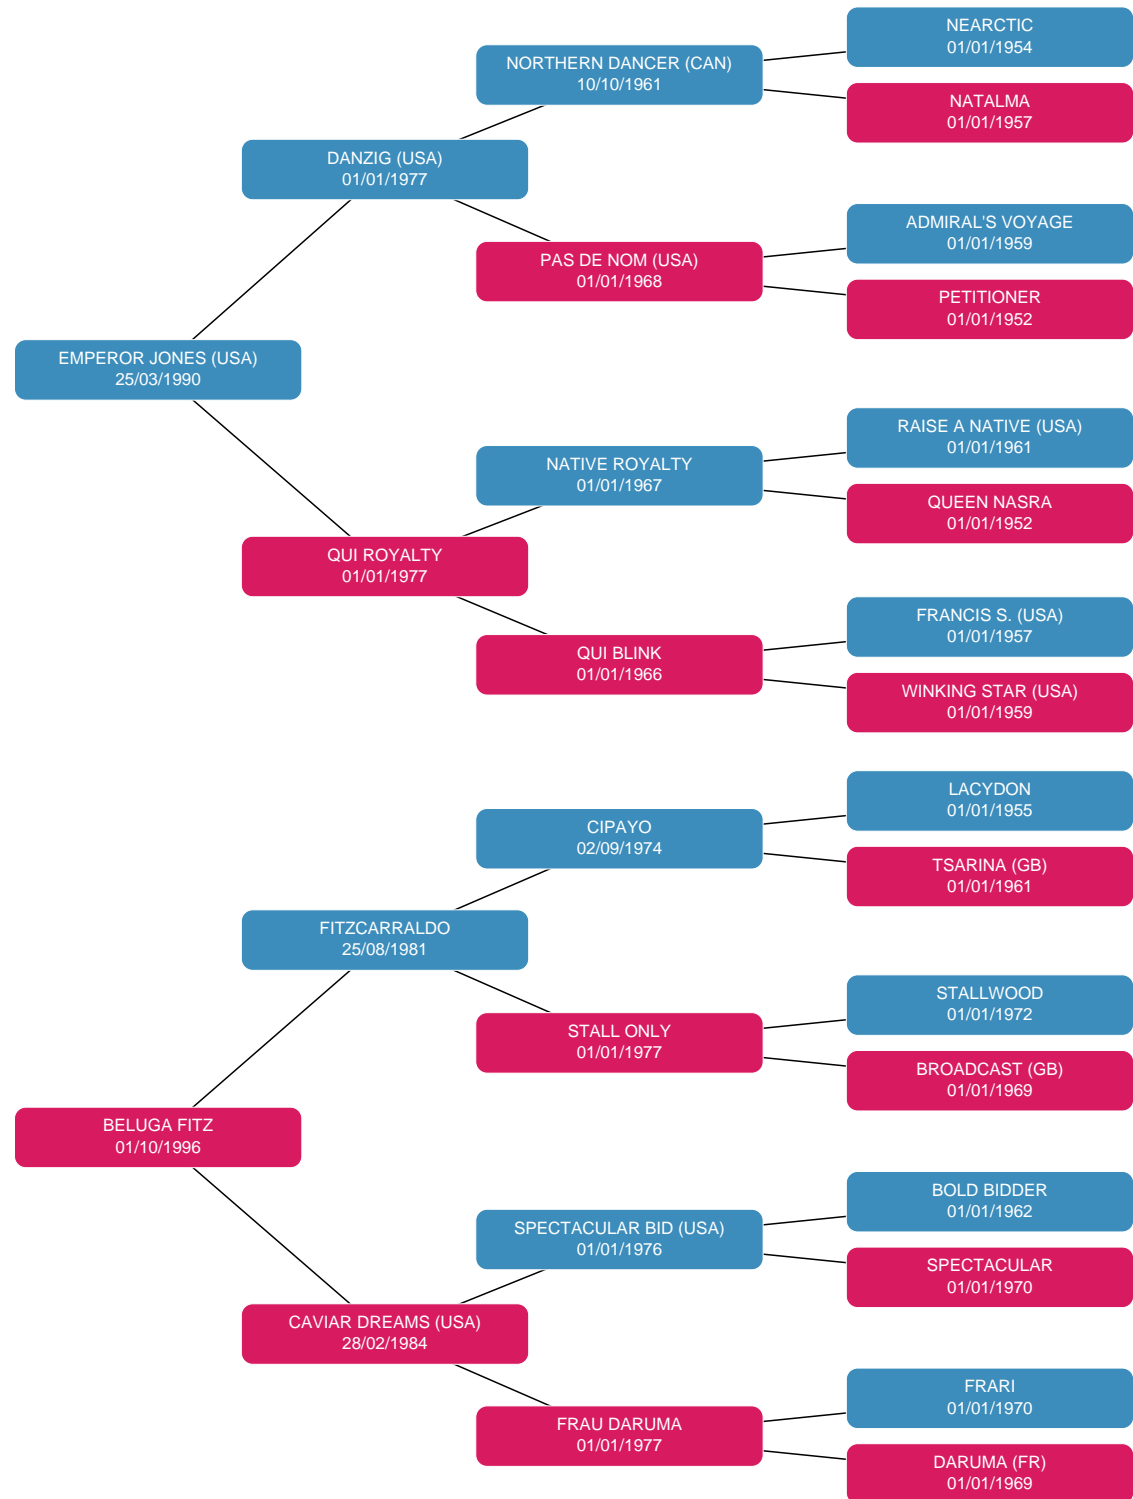 NEARCTIC
01/01/1954
NORTHERN DANCER (CAN)
10/10/1961
NATALMA
01/01/1957
DANZIG (USA)
01/01/1977
ADMIRAL'S VOYAGE
01/01/1959
PAS DE NOM (USA)
01/01/1968
PETITIONER
01/01/1952
EMPEROR JONES (USA)
25/03/1990
RAISE A NATIVE (USA)
01/01/1961
NATIVE ROYALTY
01/01/1967
QUEEN NASRA
01/01/1952
QUI ROYALTY
01/01/1977
FRANCIS S. (USA)
01/01/1957
QUI BLINK
01/01/1966
WINKING STAR (USA)
01/01/1959
LACYDON
01/01/1955
CIPAYO
02/09/1974
TSARINA (GB)
01/01/1961
FITZCARRALDO
25/08/1981
STALLWOOD
01/01/1972
STALL ONLY
01/01/1977
BROADCAST (GB)
01/01/1969
BELUGA FITZ
01/10/1996
BOLD BIDDER
01/01/1962
SPECTACULAR BID (USA)
01/01/1976
SPECTACULAR
01/01/1970
CAVIAR DREAMS (USA)
28/02/1984
FRARI
01/01/1970
FRAU DARUMA
01/01/1977
DARUMA (FR)
01/01/1969